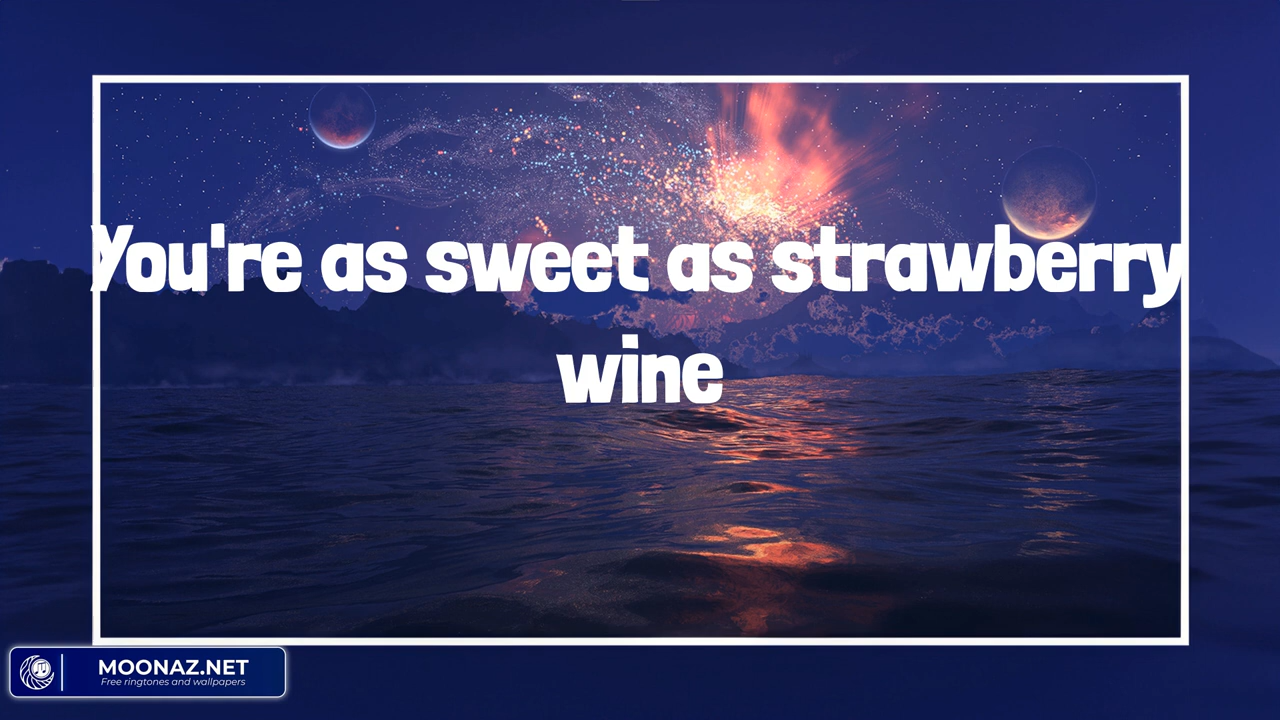 You're as sweet as strawberry
wine
MOONAZ.NET
Free ringtones and wallpapers